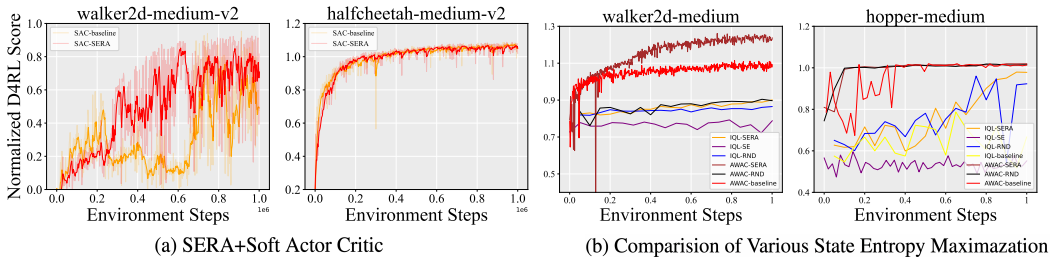 walker2d-medium-v2
halfcheetah-medium-v2
walker2d-medium
hopper-medium
Normalized D4RL Score
1.0
0.8
0.6
0.4
0.2
0.0
SAC-baseline
SAC-SERA
0.0 0.2 0.4 0.6 0.8 1.0
1e6
Environment Steps
1.2
1.0
0.8
0.6
0.4
0.2
SAC-baseline
SAC-SERA
0.0 0.2 0.4 0.6 0.8 1.0
1e6
Environment Steps
1.3
1.1
0.9
0.7
0.5
IQL-SERA
IQL-SE
IQL-RND
AWAC-SERA
AWAC-RND
AWAC-baseline
0 0.2 0.4 0.6 0.8 1
Environment Steps
1.2
1.0
0.8
0.6
0.4
IQL-SERA
IQL-SE
IQL-RND
IQL-baseline
AWAC-SERA
AWAC-RND
AWAC-baseline
0 0.2 0.4 0.6 0.8 1
Environment Steps
(a) SERA+Soft Actor Critic
(b) Comparision of Various State Entropy Maximazation